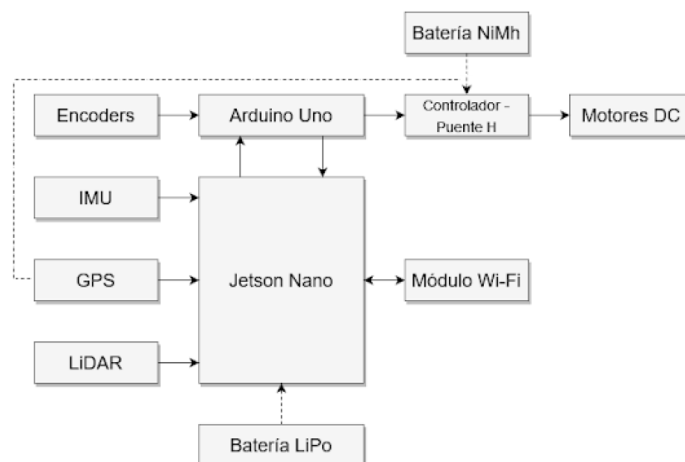 Batería NiMh
Encoders
Arduino Uno
Controlador -
Puente H
Motores DC
IMU
GPS
Jetson Nano
Módulo Wi-Fi
LiDAR
Batería LiPo